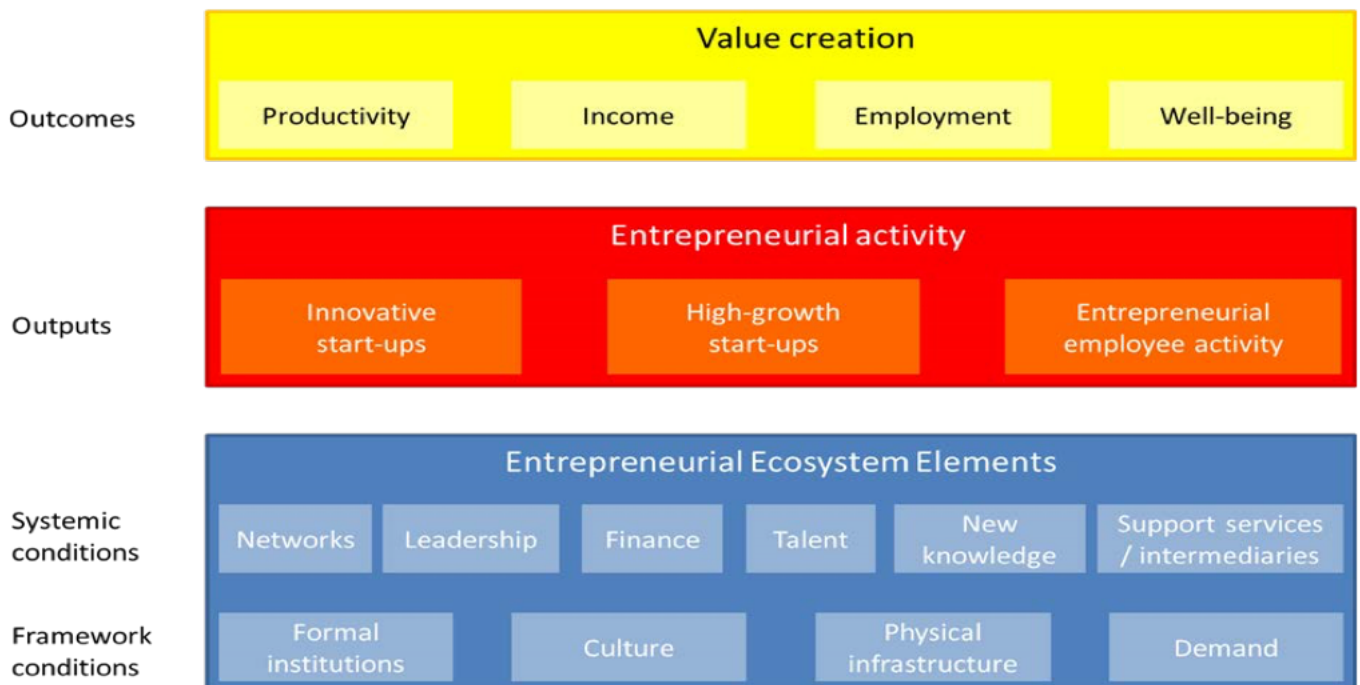 Value creation
Outcomes
Productivity
Income
Employment
Well-being
Entrepreneurial activity
Outputs
Innovative
start-ups
High-growth
start-ups
Entrepreneurial
employee activity
Entrepreneurial Ecosystem Elements
Systemic
conditions
Networks
Leadership
Finance
Talent
New
knowledge
Support services
/ intermediaries
Framework
conditions
Formal
institutions
Culture
Physical
infrastructure
Demand